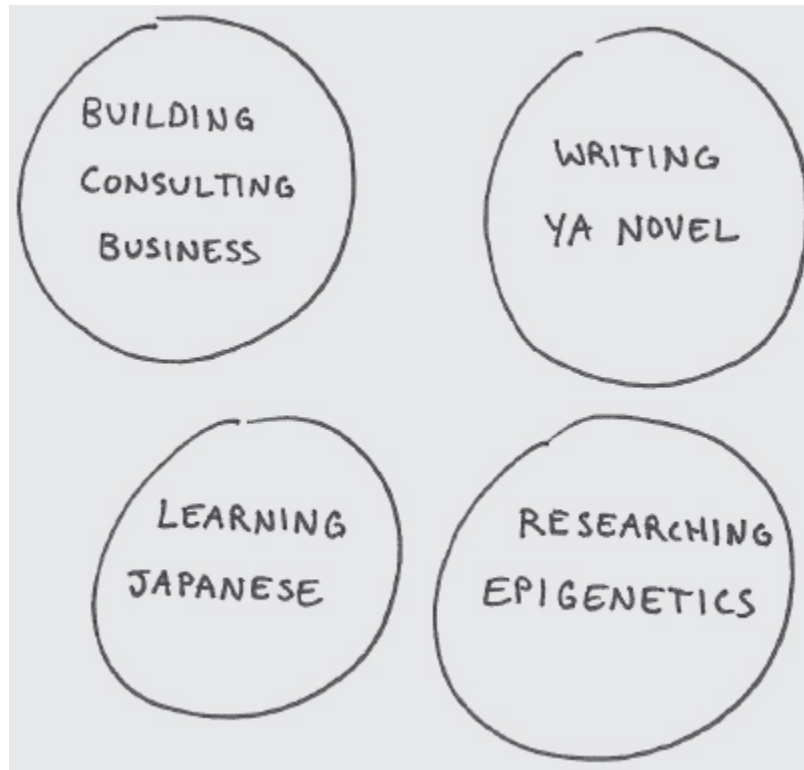 BUILDING
CONSULTING
BUSINESS
WRITING
YA NOVEL
LEARNING
JAPANESE
RESEARCHING
EPIGENETICS